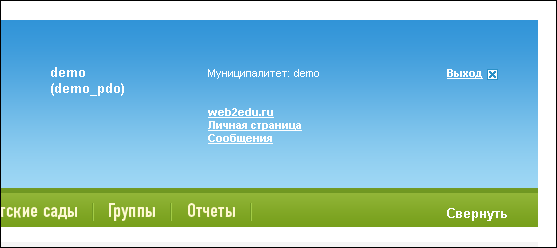 demo
(demo_pdo)
Муниципалитет: demo
Выход
web2edu.ru
Личная страница
Сообщения
тские сады Группы Отчеты
Свернуть